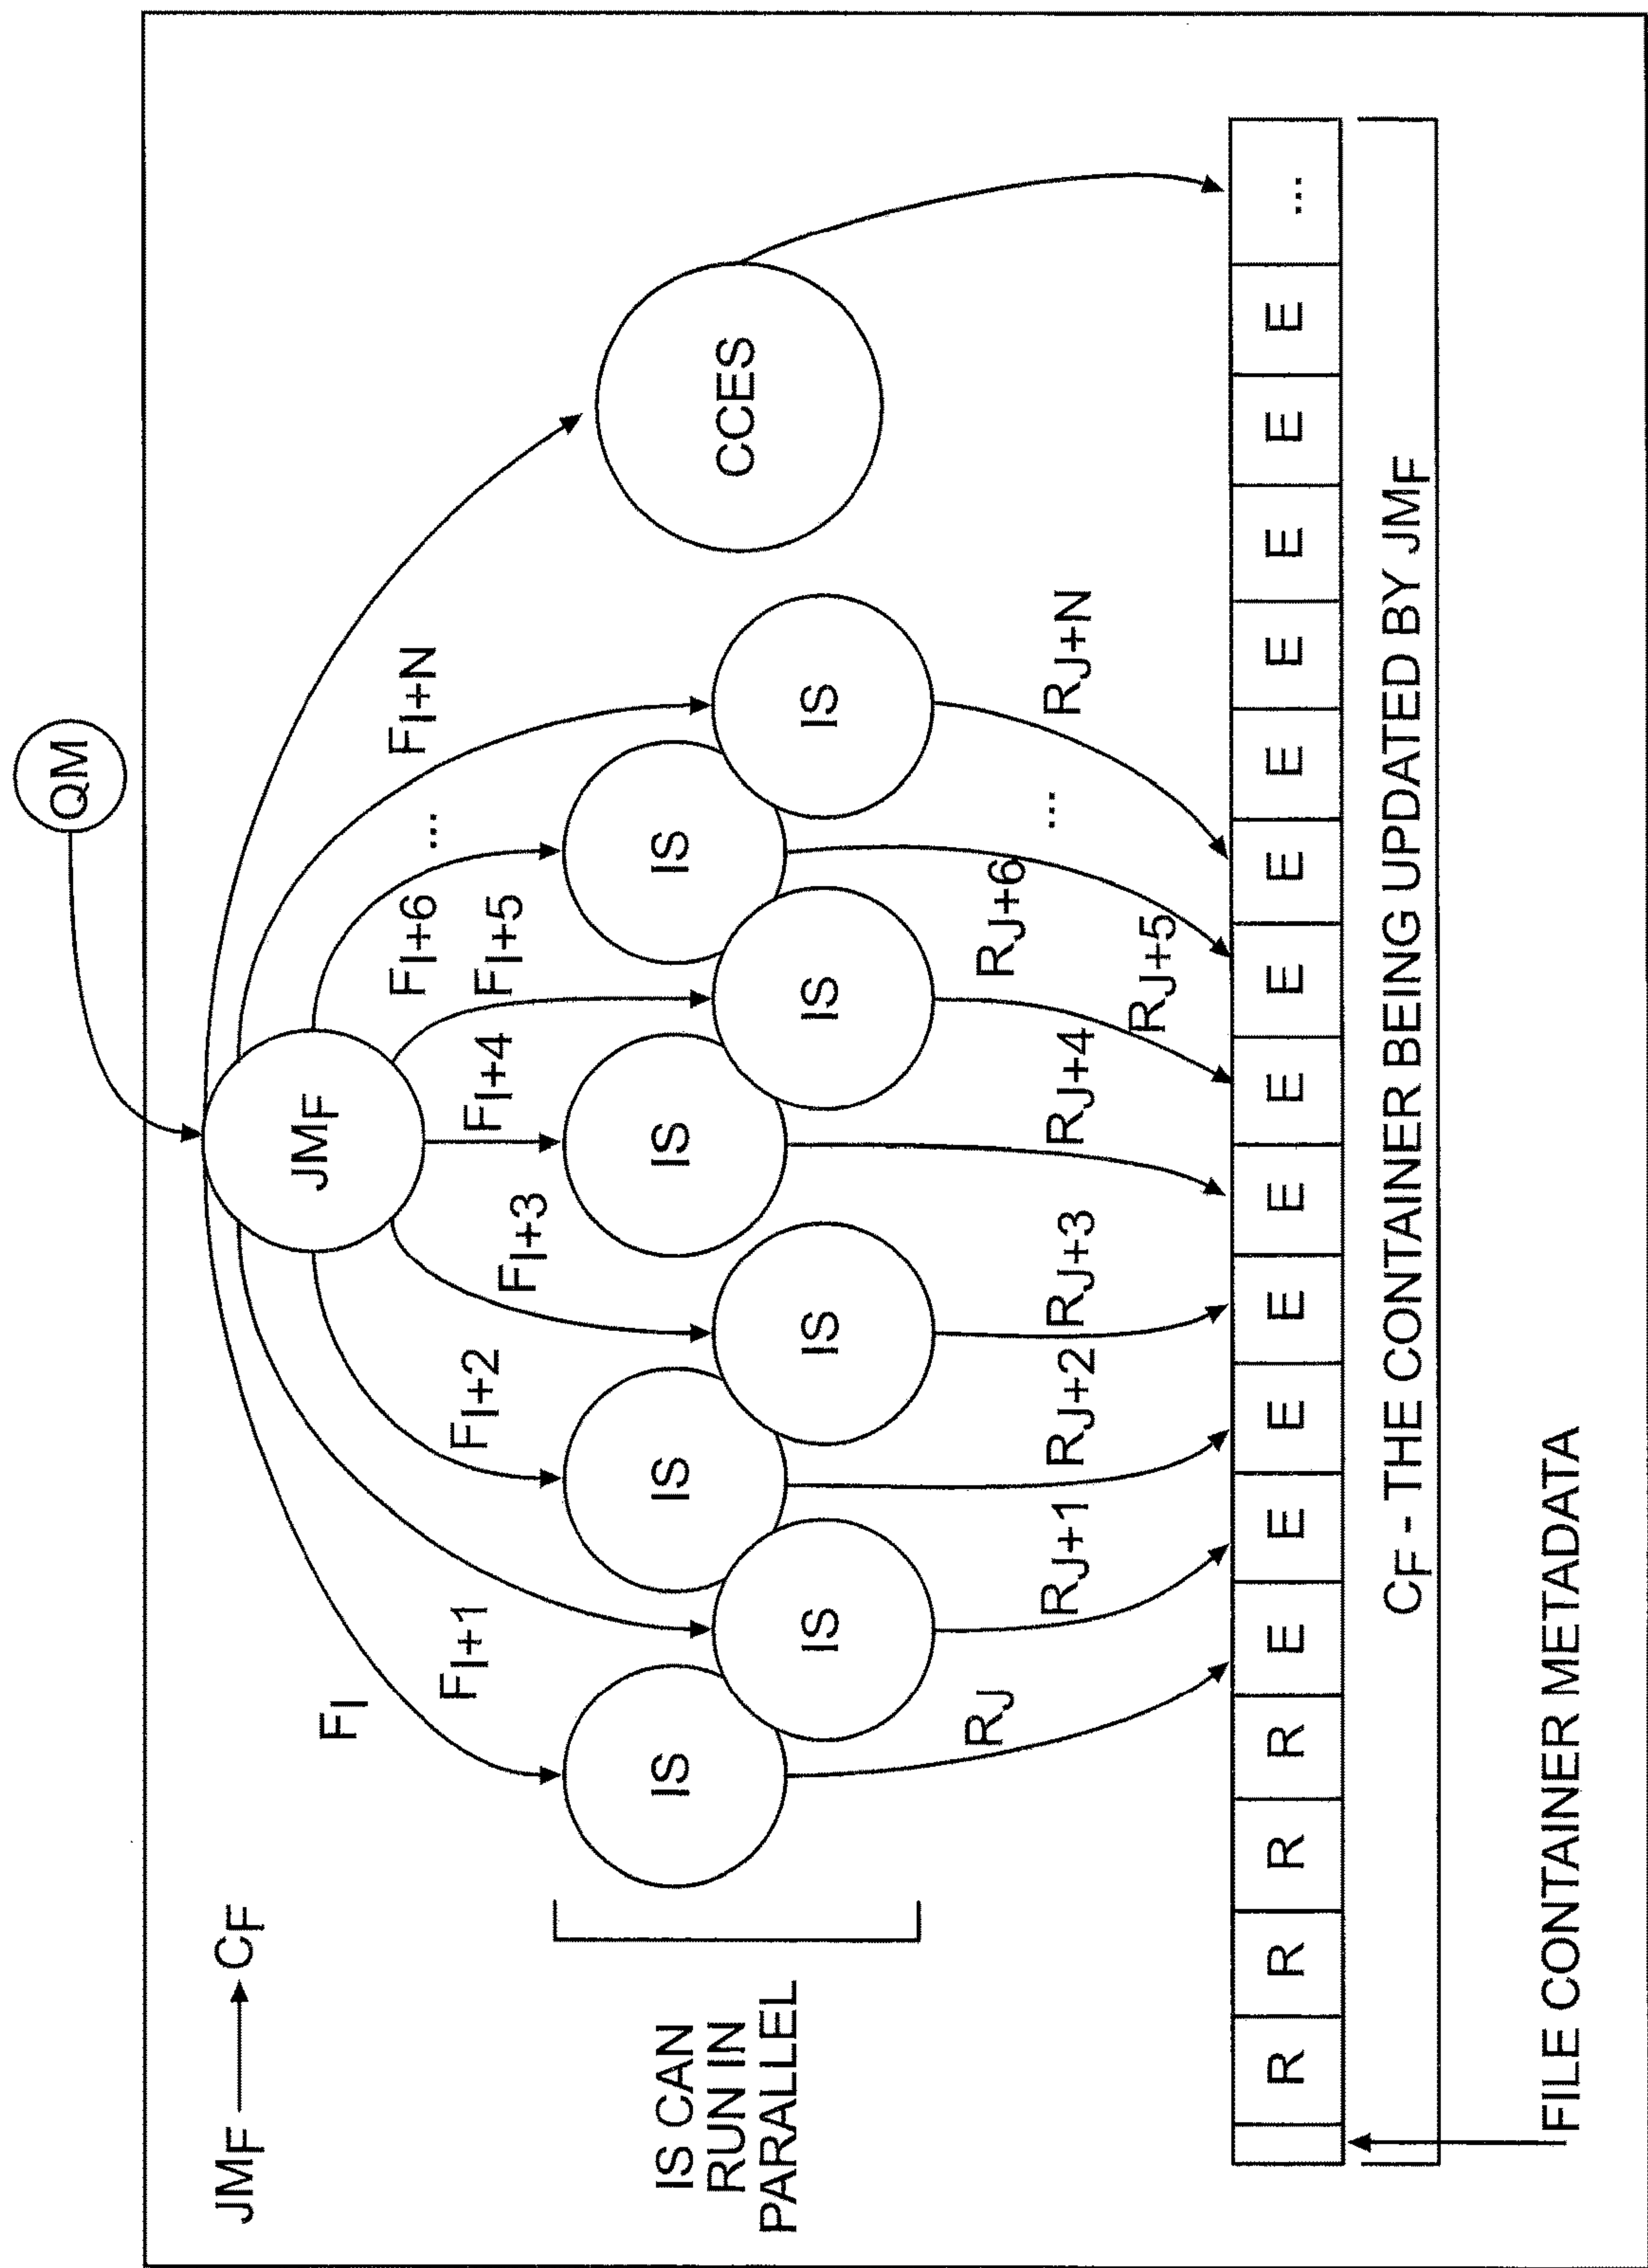 QM
JMF → CF
JMF
FI
FI+1
FI+2
FI+3
FI+4
FI+5
FI+6
...
FI+N
IS CAN
RUN IN
PARALLEL
IS
IS
IS
IS
IS
IS
IS
IS
CCES
RJ
RJ+1
RJ+2
RJ+3
RJ+4
RJ+5
RJ+6
...
RJ+N
R R R R E E E E E E E E E E E E E ...
CF - THE CONTAINER BEING UPDATED BY JMF
FILE CONTAINER METADATA